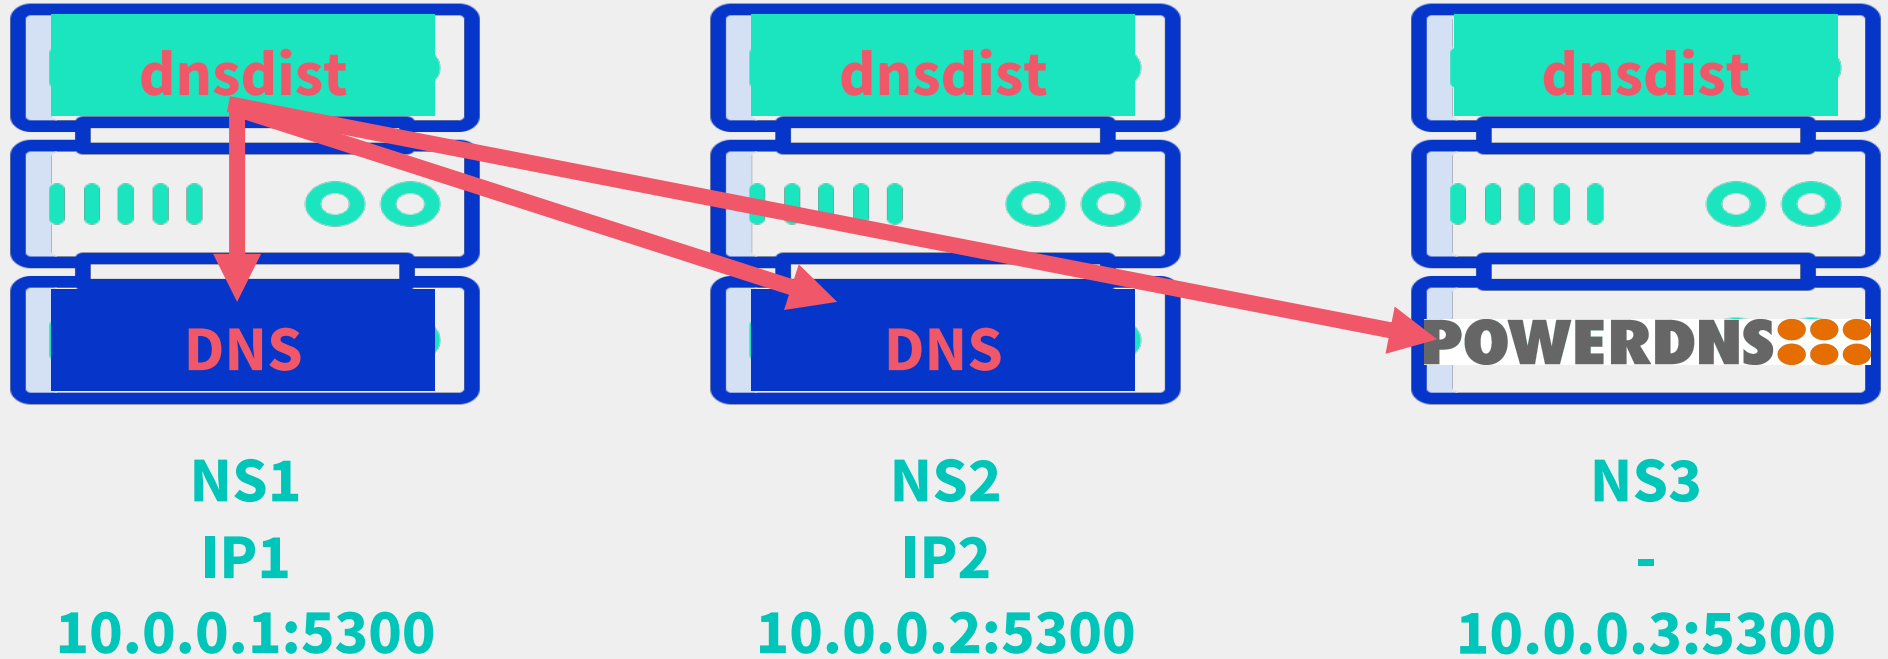 dnsdist
dnsdist
dnsdist
DNS
DNS
POWERDNS
NS1
NS2
NS3
IP1
IP2
-
10.0.0.1:5300
10.0.0.2:5300
10.0.0.3:5300